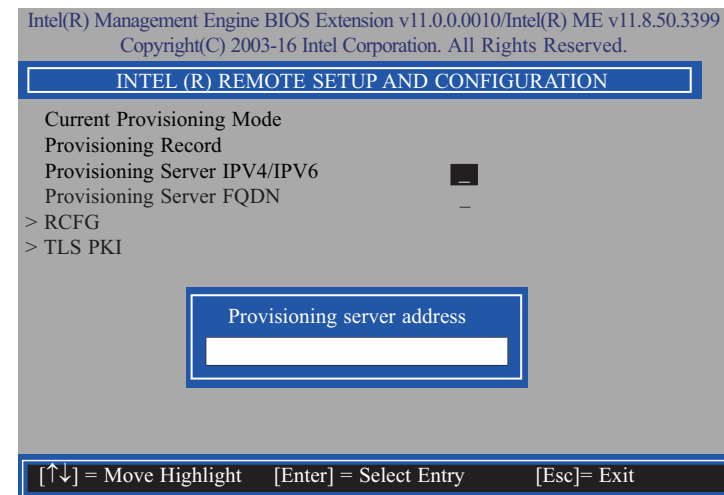 Intel(R) Management Engine BIOS Extension v11.0.0.0010/Intel(R) ME v11.8.50.3399
Copyright(C) 2003-16 Intel Corporation. All Rights Reserved.
INTEL (R) REMOTE SETUP AND CONFIGURATION
Current Provisioning Mode
Provisioning Record
Provisioning Server IPV4/IPV6 _
Provisioning Server FQDN _
> RCFG
> TLS PKI
Provisioning server address
[↑↓] = Move Highlight [Enter] = Select Entry [Esc]= Exit